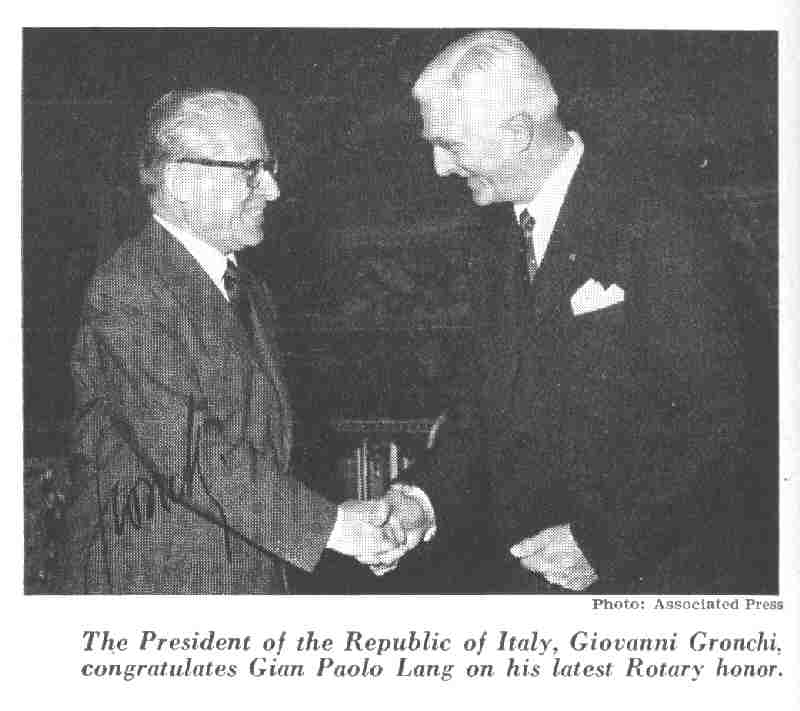 Gronchi
Photo: Associated Press
The President of the Republic of Italy, Giovanni Gronchi,
congratulates Gian Paolo Lang on his latest Rotary honor.